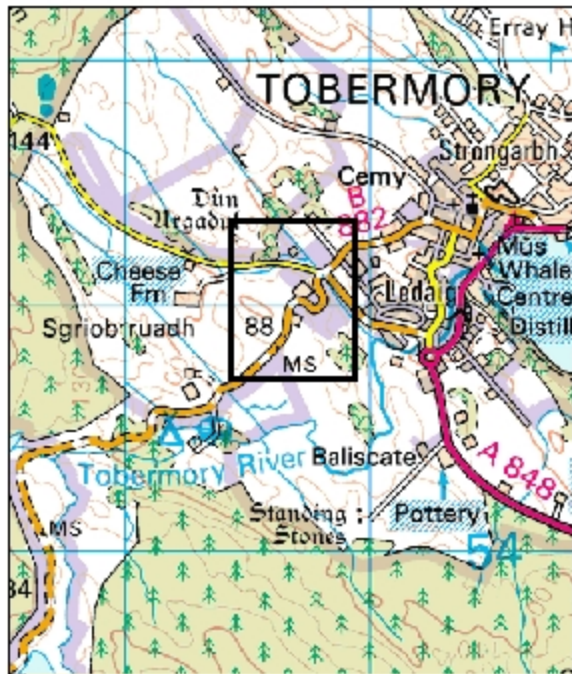 Erray H
TOBERMORY
144
Strongarbh
Cemy
B
882
Dùn
Urgadul
Mus
Whale
Centre
Distill
Cheese
Fm
Ledaig
Sgriobtruadh
88
MS
Tobermory River
Baliscate
A 848
Standing
Stones
Pottery
MS
54
34